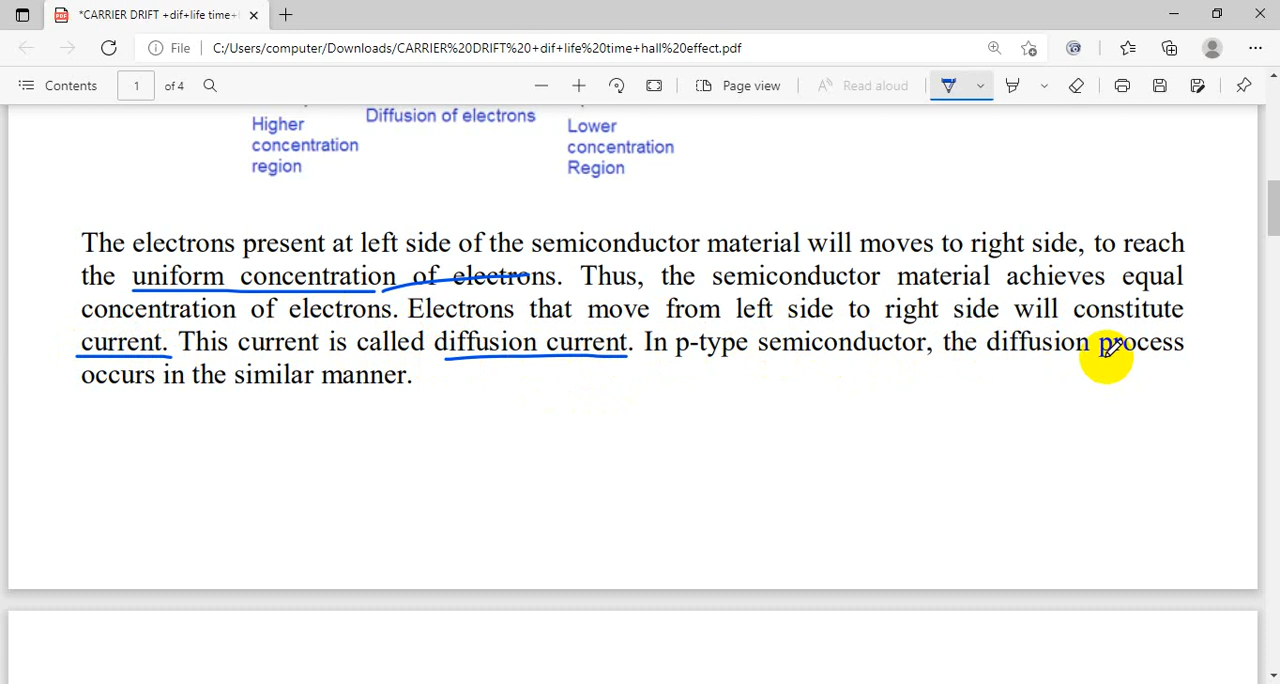 *CARRIER DRIFT +dif+life time+
File C:/Users/computer/Downloads/CARRIER%20DRIFT%20+dif+life%20time+hall%20effect.pdf
Contents 1 of 4 Page view Read aloud
Higher
concentration
region
Diffusion of electrons
Lower
concentration
Region
The electrons present at left side of the semiconductor material will moves to right side, to reach
the uniform concentration of electrons. Thus, the semiconductor material achieves equal
concentration of electrons. Electrons that move from left side to right side will constitute
current. This current is called diffusion current. In p-type semiconductor, the diffusion process
occurs in the similar manner.